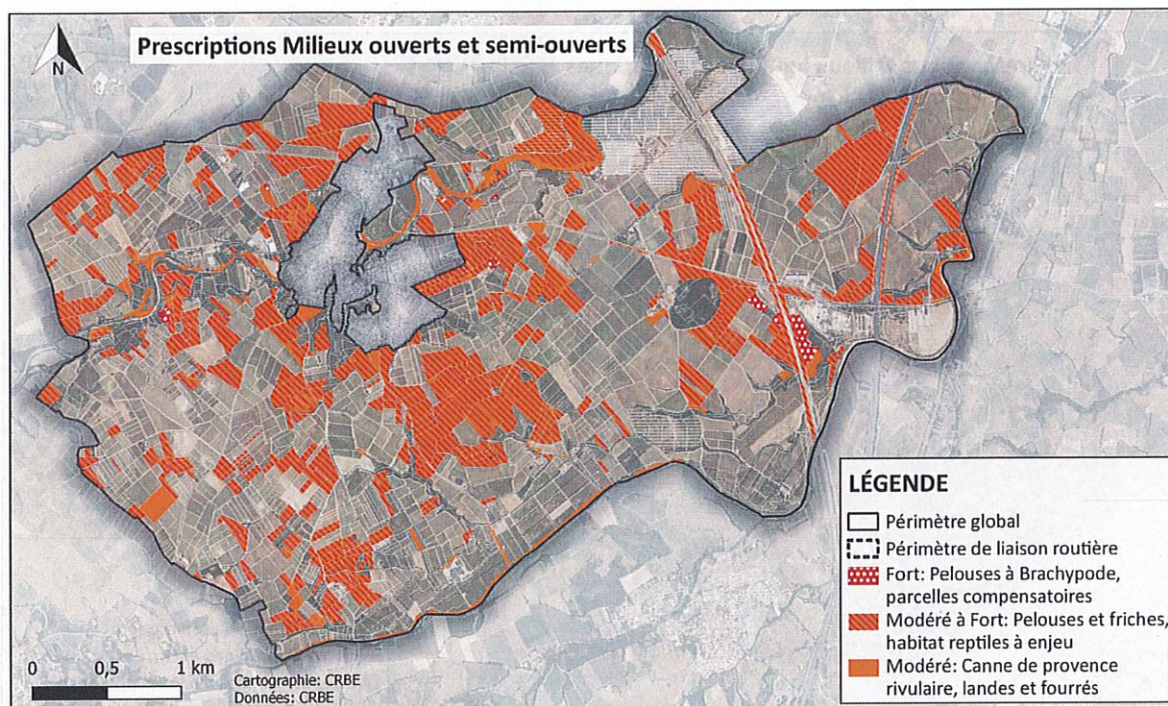 Prescriptions Milieux ouverts et semi-ouverts
N
LÉGENDE
Périmètre global
Périmètre de liaison routière
Fort: Pelouses à Brachypode,
parcelles compensatoires
Modéré à Fort: Pelouses et friches,
habitat reptiles à enjeu
Modéré: Canne de provence
rivulaire, landes et fourrés
0 0,5 1 km
Cartographie: CRBE
Données: CRBE